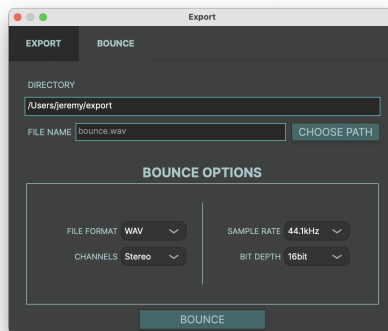 Export
EXPORT BOUNCE
DIRECTORY
/Users/jeremy/export
FILE NAME bounce.wav CHOOSE PATH
BOUNCE OPTIONS
FILE FORMAT WAV SAMPLE RATE 44.1kHz
CHANNELS Stereo BIT DEPTH 16bit
BOUNCE